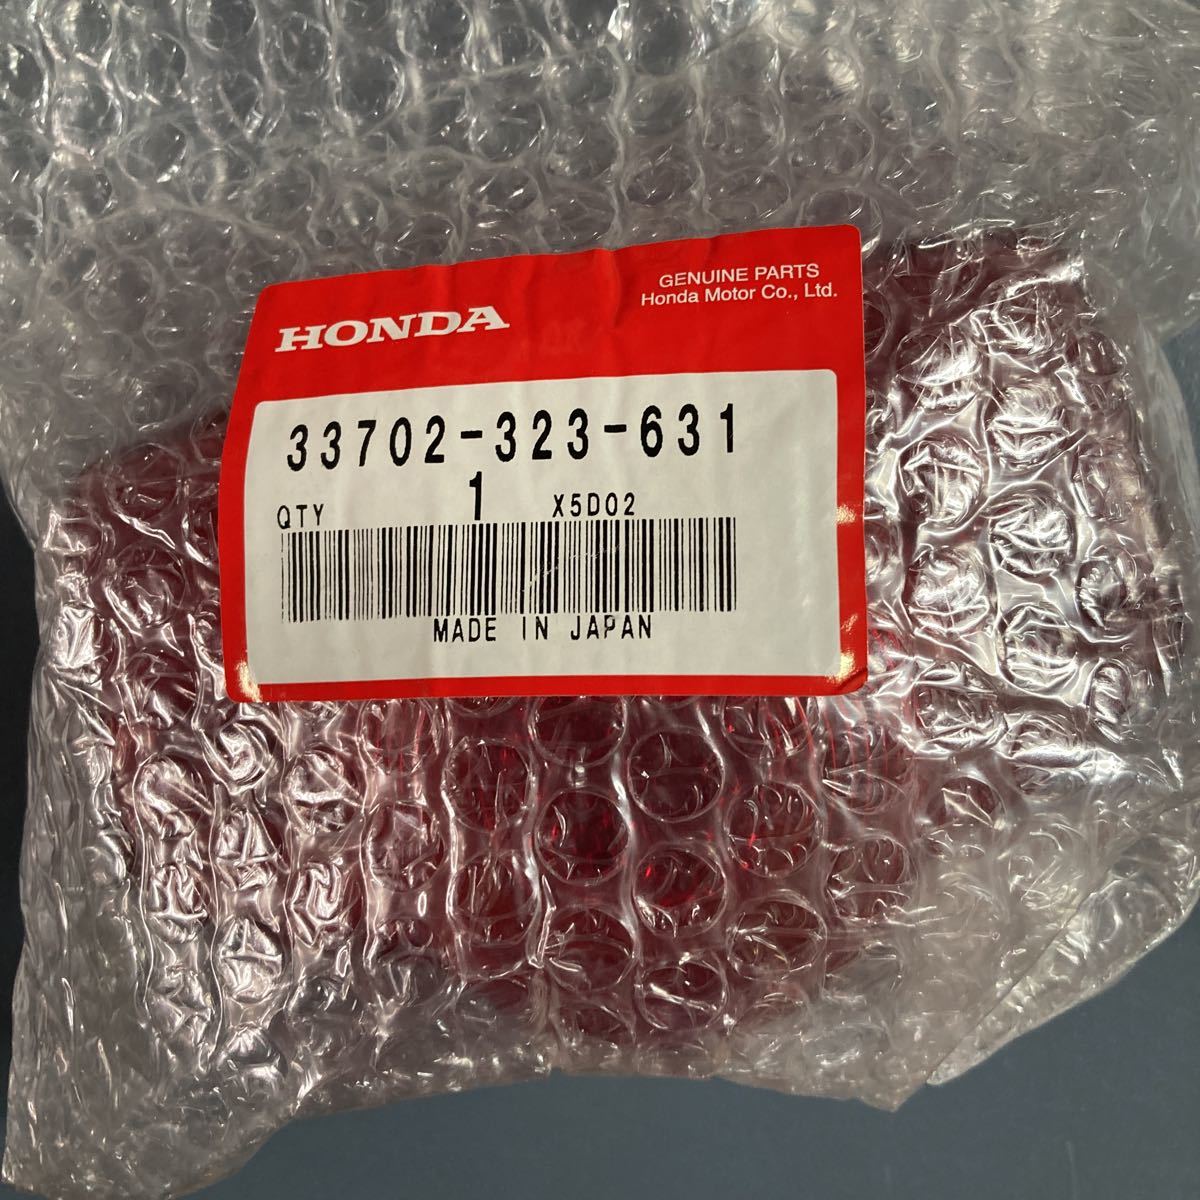 HONDA
GENUINE PARTS
Honda Motor Co., Ltd.
33702-323-631
QTY 1 X5D02
MADE IN JAPAN